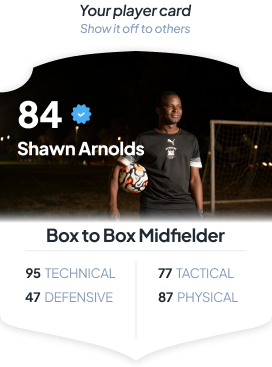 Your player card
Show it off to others
84
Shawn Arnolds
Box to Box Midfielder
95 TECHNICAL 77 TACTICAL
47 DEFENSIVE 87 PHYSICAL